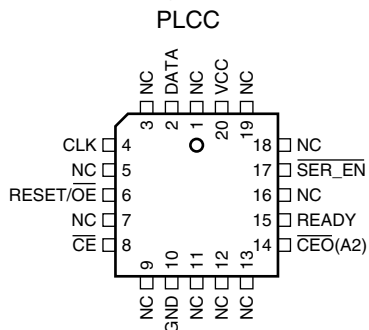 PLCC
NC
DATA
NC
VCC
NC
3
2
1
20
19
CLK 4
NC 5
RESET/OE 6
NC 7
CE 8
18 NC
17 SER_EN
16 NC
15 READY
14 CEO(A2)
9
10
11
12
13
NC
GND
NC
NC
NC